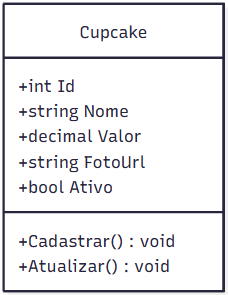 Cupcake
+int Id
+string Nome
+decimal Valor
+string FotoUrl
+bool Ativo
+Cadastrar() : void
+Atualizar() : void